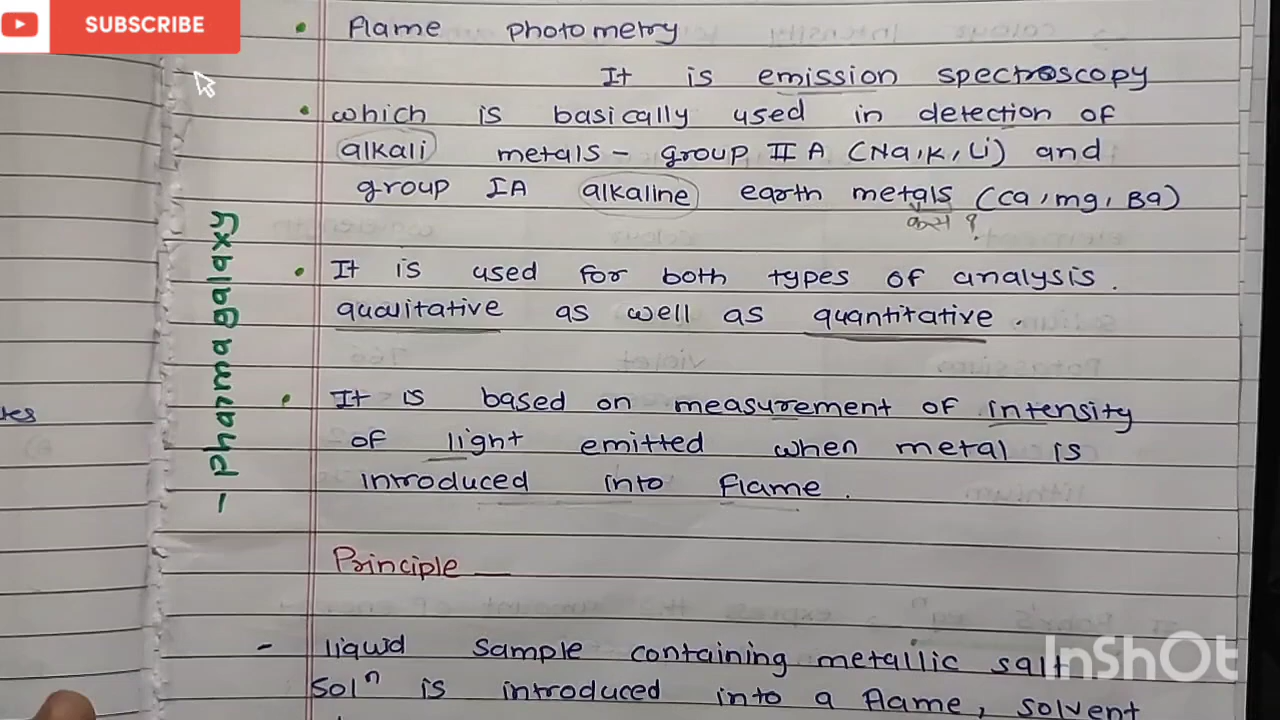 SUBSCRIBE
Flame photometry
It is emission spectroscopy
which is basically used in detection of
alkali metals - group II A (Na, K, Li) and
group IA alkaline earth metals (Ca, mg, Ba)
It is used for both types of analysis.
qualitative as well as quantitative.
It is based on measurement of intensity
of light emitted when metal is
introduced into flame.
- pharma galaxy
Principle —
- liquid sample containing metallic salt
Solⁿ is introduced into a flame, solvent
InShOt